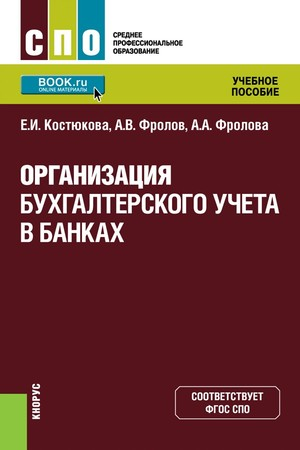 СПО
СРЕДНЕЕ
ПРОФЕССИОНАЛЬНОЕ
ОБРАЗОВАНИЕ
BOOK.ru
ONLINE МАТЕРИАЛЫ
УЧЕБНОЕ
ПОСОБИЕ
Е.И. Костюкова, А.В. Фролов, А.А. Фролова
ОРГАНИЗАЦИЯ
БУХГАЛТЕРСКОГО УЧЕТА
В БАНКАХ
КНОРУС
СООТВЕТСТВУЕТ
ФГОС СПО